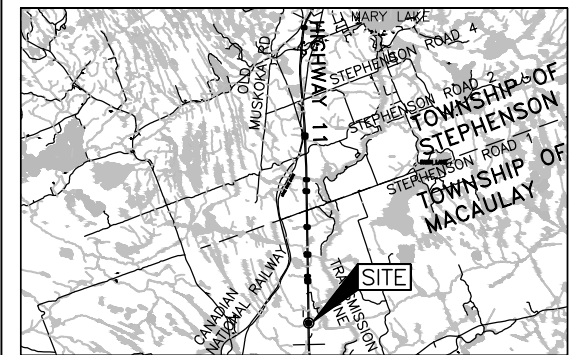 MARY LAKE
HIGHWAY 11
OLD
MUSKOKA RD
STEPHENSON ROAD 4
STEPHENSON ROAD 2
TOWNSHIP OF
STEPHENSON
STEPHENSON ROAD 1
TOWNSHIP OF
MACAULAY
SITE
TRANSMISSION
LINE
CANADIAN
NATIONAL RAILWAY